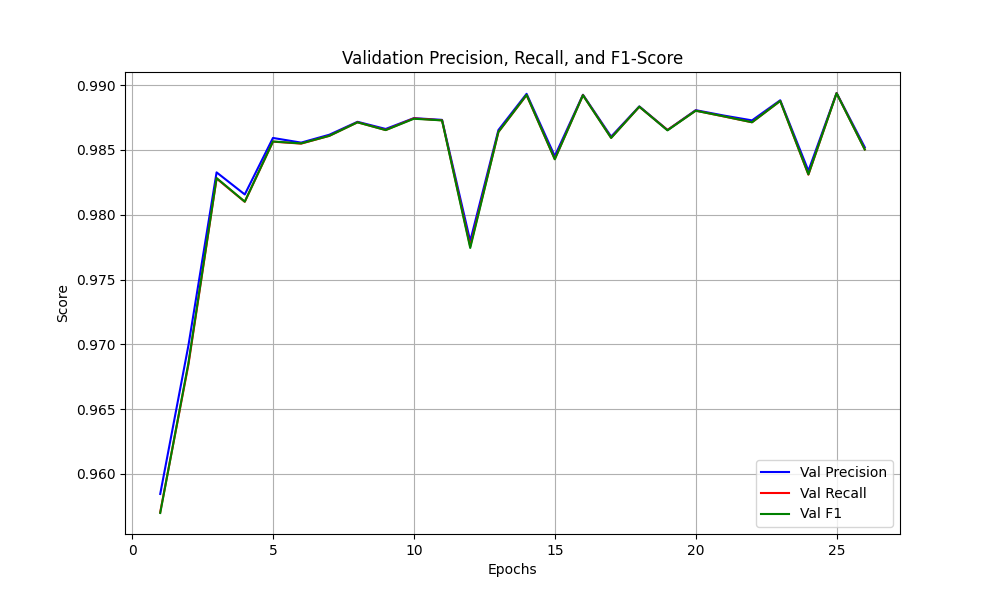 Validation Precision, Recall, and F1-Score
0.990
0.985
0.980
0.975
0.970
0.965
0.960
Score
0
5
10
15
20
25
Epochs
Val Precision
Val Recall
Val F1